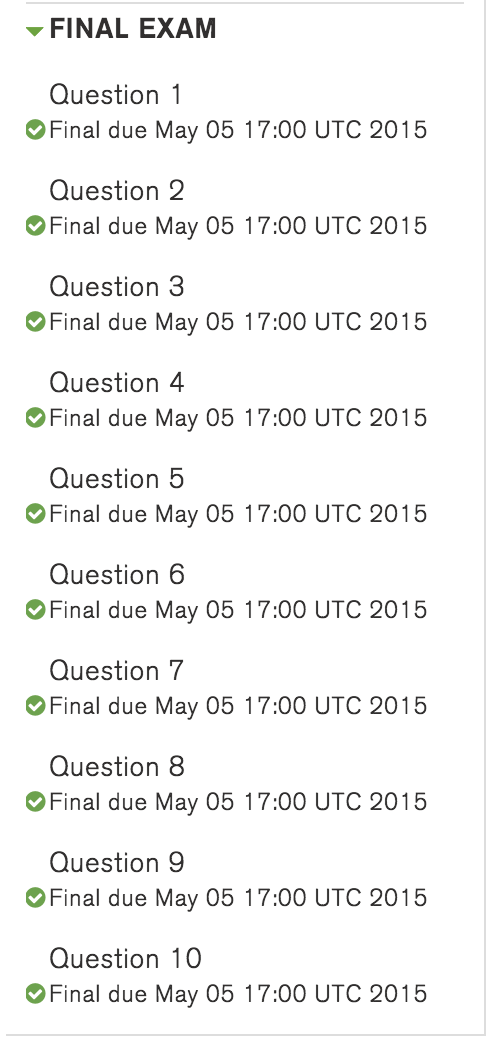 FINAL EXAM
Question 1
Final due May 05 17:00 UTC 2015
Question 2
Final due May 05 17:00 UTC 2015
Question 3
Final due May 05 17:00 UTC 2015
Question 4
Final due May 05 17:00 UTC 2015
Question 5
Final due May 05 17:00 UTC 2015
Question 6
Final due May 05 17:00 UTC 2015
Question 7
Final due May 05 17:00 UTC 2015
Question 8
Final due May 05 17:00 UTC 2015
Question 9
Final due May 05 17:00 UTC 2015
Question 10
Final due May 05 17:00 UTC 2015